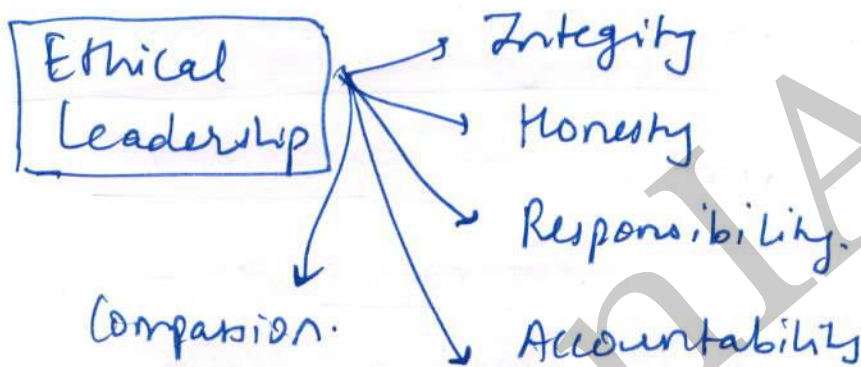 Ethical
Leadership
Integity
Honesty
Responsibility.
Accountability
Compassion.